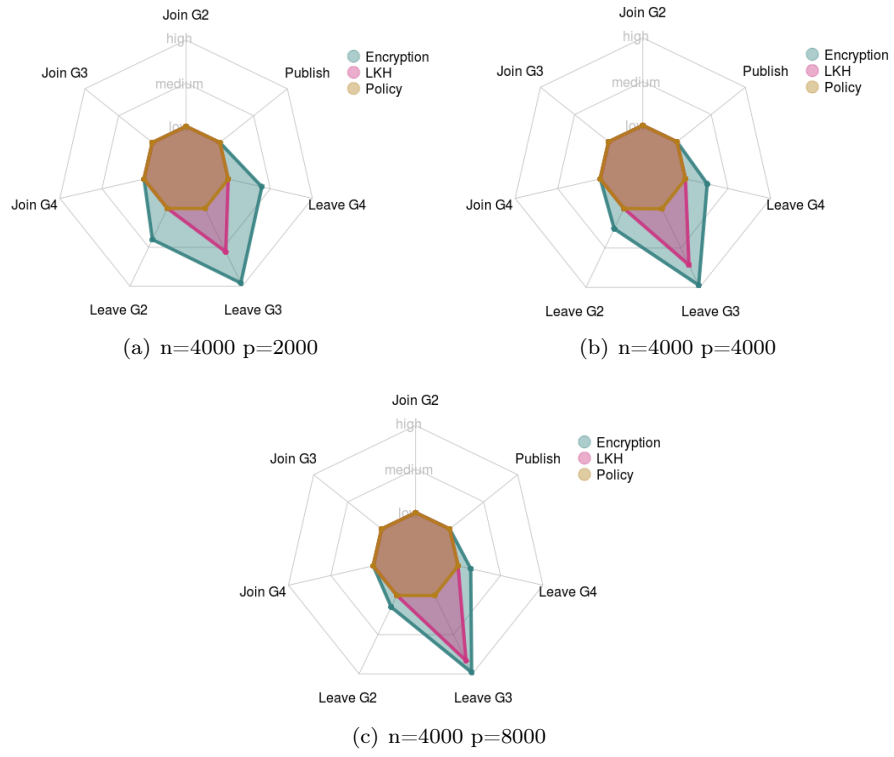 Join G2
high
Join G3
medium
Publish
low
Join G4
Leave G4
Leave G2
Leave G3
Encryption
LKH
Policy
(a) n=4000 p=2000
Join G2
high
Join G3
medium
Publish
low
Join G4
Leave G4
Leave G2
Leave G3
Encryption
LKH
Policy
(b) n=4000 p=4000
Join G2
high
Join G3
medium
Publish
low
Join G4
Leave G4
Leave G2
Leave G3
Encryption
LKH
Policy
(c) n=4000 p=8000